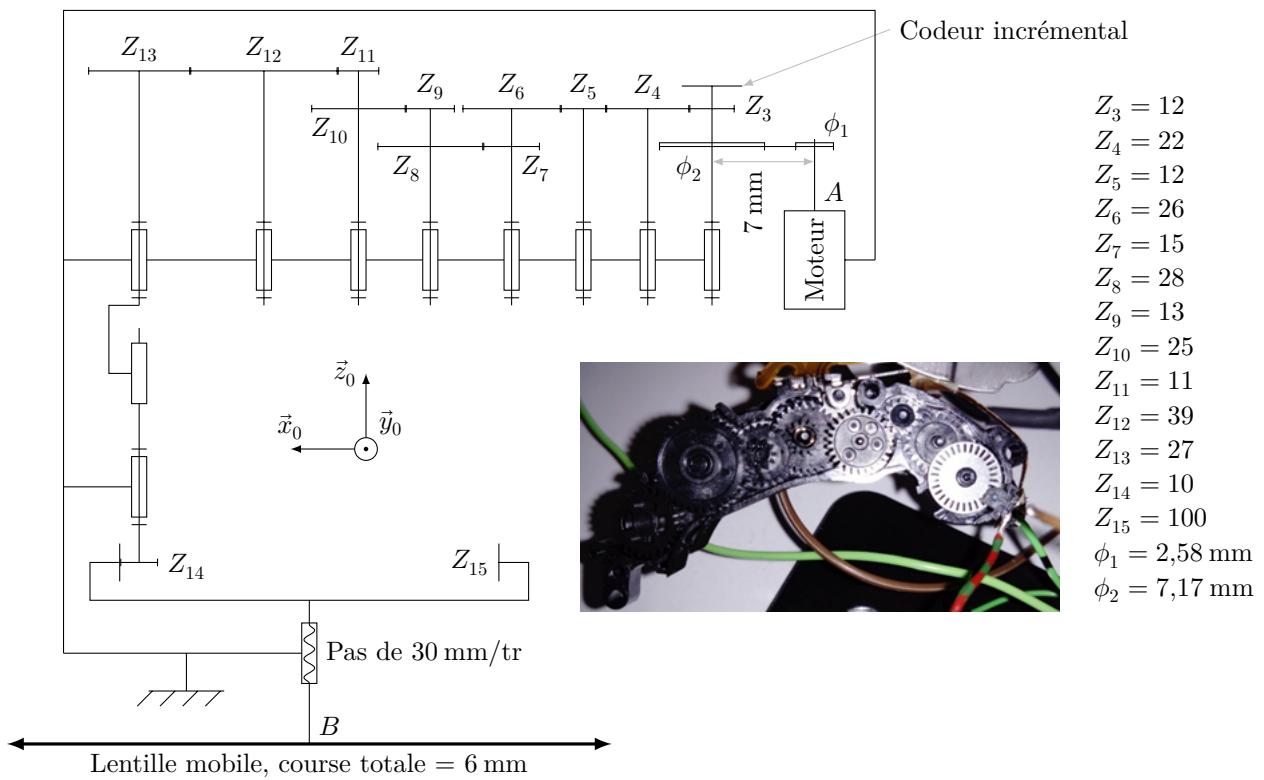 Codeur incrémental
Z₁₃ Z₁₂ Z₁₁
Z₉ Z₆ Z₅ Z₄
Z₁₀ Z₃ ϕ₁
Z₈ Z₇ ϕ₂
7 mm
A
Moteur
z⃗₀
x⃗₀ y⃗₀
Z₁₄ Z₁₅
Pas de 30 mm/tr
B
Lentille mobile, course totale = 6 mm
Z₃ = 12
Z₄ = 22
Z₅ = 12
Z₆ = 26
Z₇ = 15
Z₈ = 28
Z₉ = 13
Z₁₀ = 25
Z₁₁ = 11
Z₁₂ = 39
Z₁₃ = 27
Z₁₄ = 10
Z₁₅ = 100
ϕ₁ = 2,58 mm
ϕ₂ = 7,17 mm